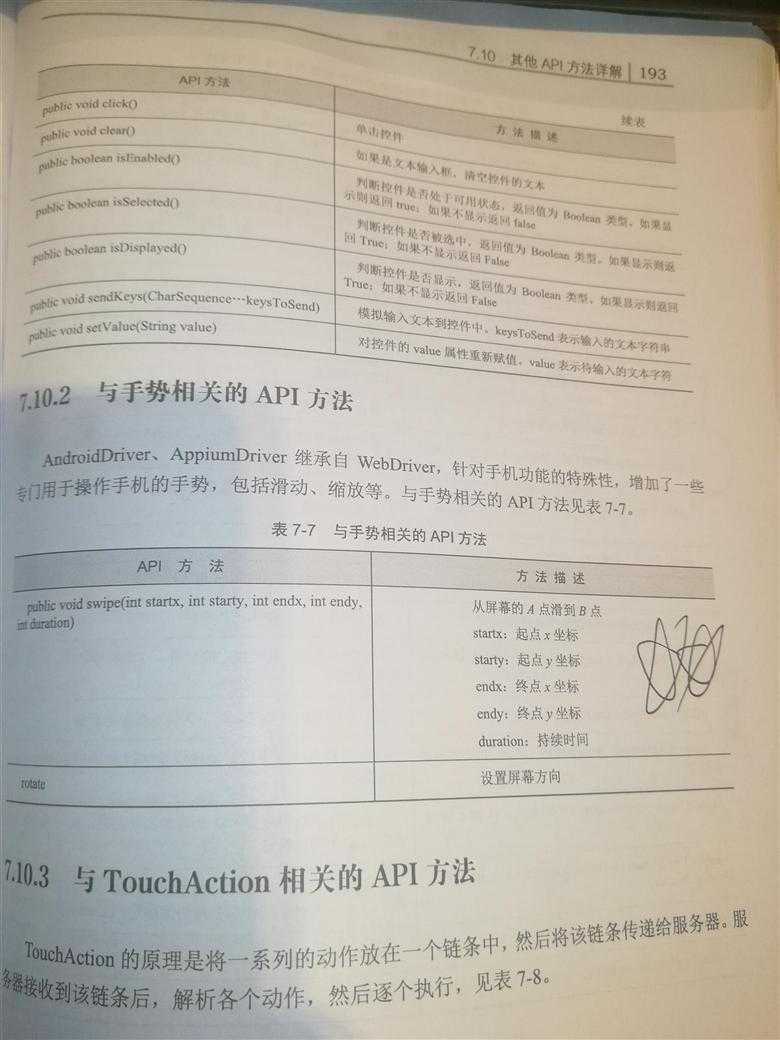 7.10 其他 API 方法详解 | 193
续表
API 方法
方 法 描 述
public void click()
单击控件
public void clear()
如果是文本输入框，清空控件的文本
public boolean isEnabled()
判断控件是否处于可用状态，返回值为 Boolean 类型。如果显
示则返回 true；如果不显示返回 false
public boolean isSelected()
判断控件是否被选中，返回值为 Boolean 类型。如果显示则返
回 True；如果不显示返回 False
public boolean isDisplayed()
判断控件是否显示，返回值为 Boolean 类型。如果显示则返回
True；如果不显示返回 False
public void sendKeys(CharSequence…keysToSend)
模拟输入文本到控件中。keysToSend 表示输入的文本字符串
public void setValue(String value)
对控件的 value 属性重新赋值。value 表示待输入的文本字符
7.10.2 与手势相关的 API 方法
AndroidDriver、AppiumDriver 继承自 WebDriver，针对手机功能的特殊性，增加了一些
专门用于操作手机的手势，包括滑动、缩放等。与手势相关的 API 方法见表 7-7。
表 7-7 与手势相关的 API 方法
API 方 法
方 法 描 述
public void swipe(int startx, int starty, int endx, int endy,
int duration)
从屏幕的 A 点滑到 B 点
startx：起点 x 坐标
starty：起点 y 坐标
endx：终点 x 坐标
endy：终点 y 坐标
duration：持续时间
rotate
设置屏幕方向
7.10.3 与 TouchAction 相关的 API 方法
TouchAction 的原理是将一系列的动作放在一个链条中，然后将该链条传递给服务器。服
务器接收到该链条后，解析各个动作，然后逐个执行，见表 7-8。